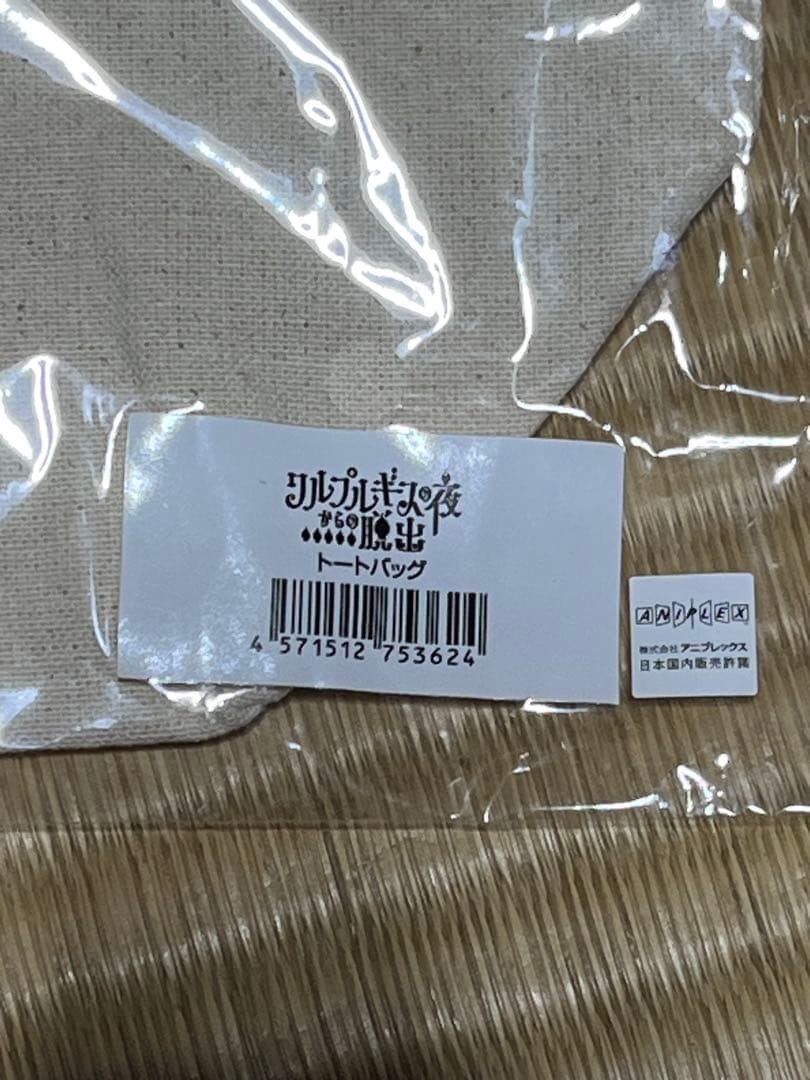 ワルプルギスの夜
からの脱出
トートバッグ
4 571512 753624
ANIPLEX
株式会社 アニプレックス
日本国内販売許諾